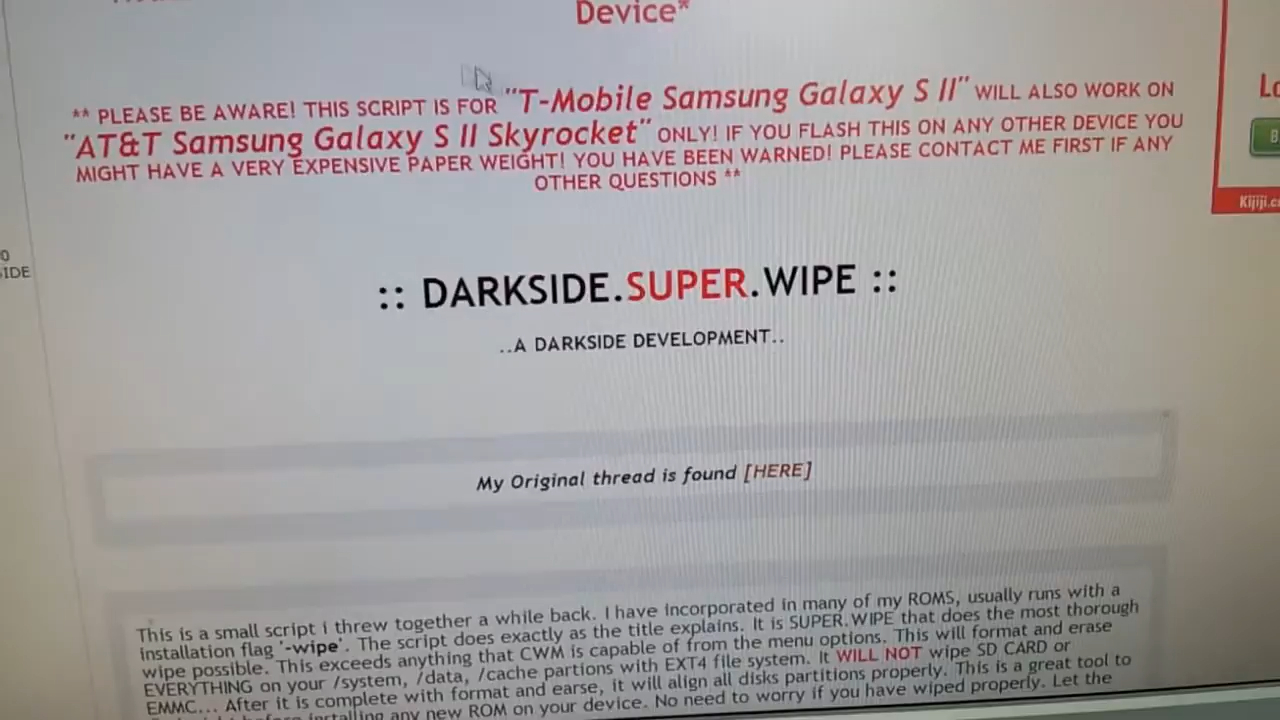 Device*
** PLEASE BE AWARE! THIS SCRIPT IS FOR "T-Mobile Samsung Galaxy S II" WILL ALSO WORK ON
"AT&T Samsung Galaxy S II Skyrocket" ONLY! IF YOU FLASH THIS ON ANY OTHER DEVICE YOU
MIGHT HAVE A VERY EXPENSIVE PAPER WEIGHT! YOU HAVE BEEN WARNED! PLEASE CONTACT ME FIRST IF ANY
OTHER QUESTIONS **
:: DARKSIDE.SUPER.WIPE ::
..A DARKSIDE DEVELOPMENT..
My Original thread is found [HERE]
This is a small script i threw together a while back. I have incorporated in many of my ROMS, usually runs with a
installation flag '-wipe'. The script does exactly as the title explains. It is SUPER.WIPE that does the most thorough
wipe possible. This exceeds anything that CWM is capable of from the menu options. This will format and erase
EVERYTHING on your /system, /data, /cache partions with EXT4 file system. It WILL NOT wipe SD CARD or
EMMC... After it is complete with format and earse, it will align all disks partitions properly. This is a great tool to
before installing any new ROM on your device. No need to worry if you have wiped properly. Let the